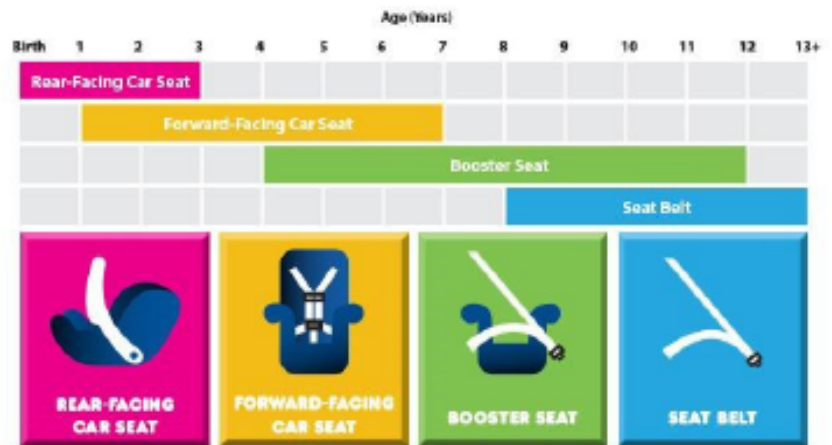 Age (Years)
Birth 1 2 3 4 5 6 7 8 9 10 11 12 13+
Rear-Facing Car Seat
Forward-Facing Car Seat
Booster Seat
Seat Belt
REAR-FACING
CAR SEAT
FORWARD-FACING
CAR SEAT
BOOSTER SEAT
SEAT BELT